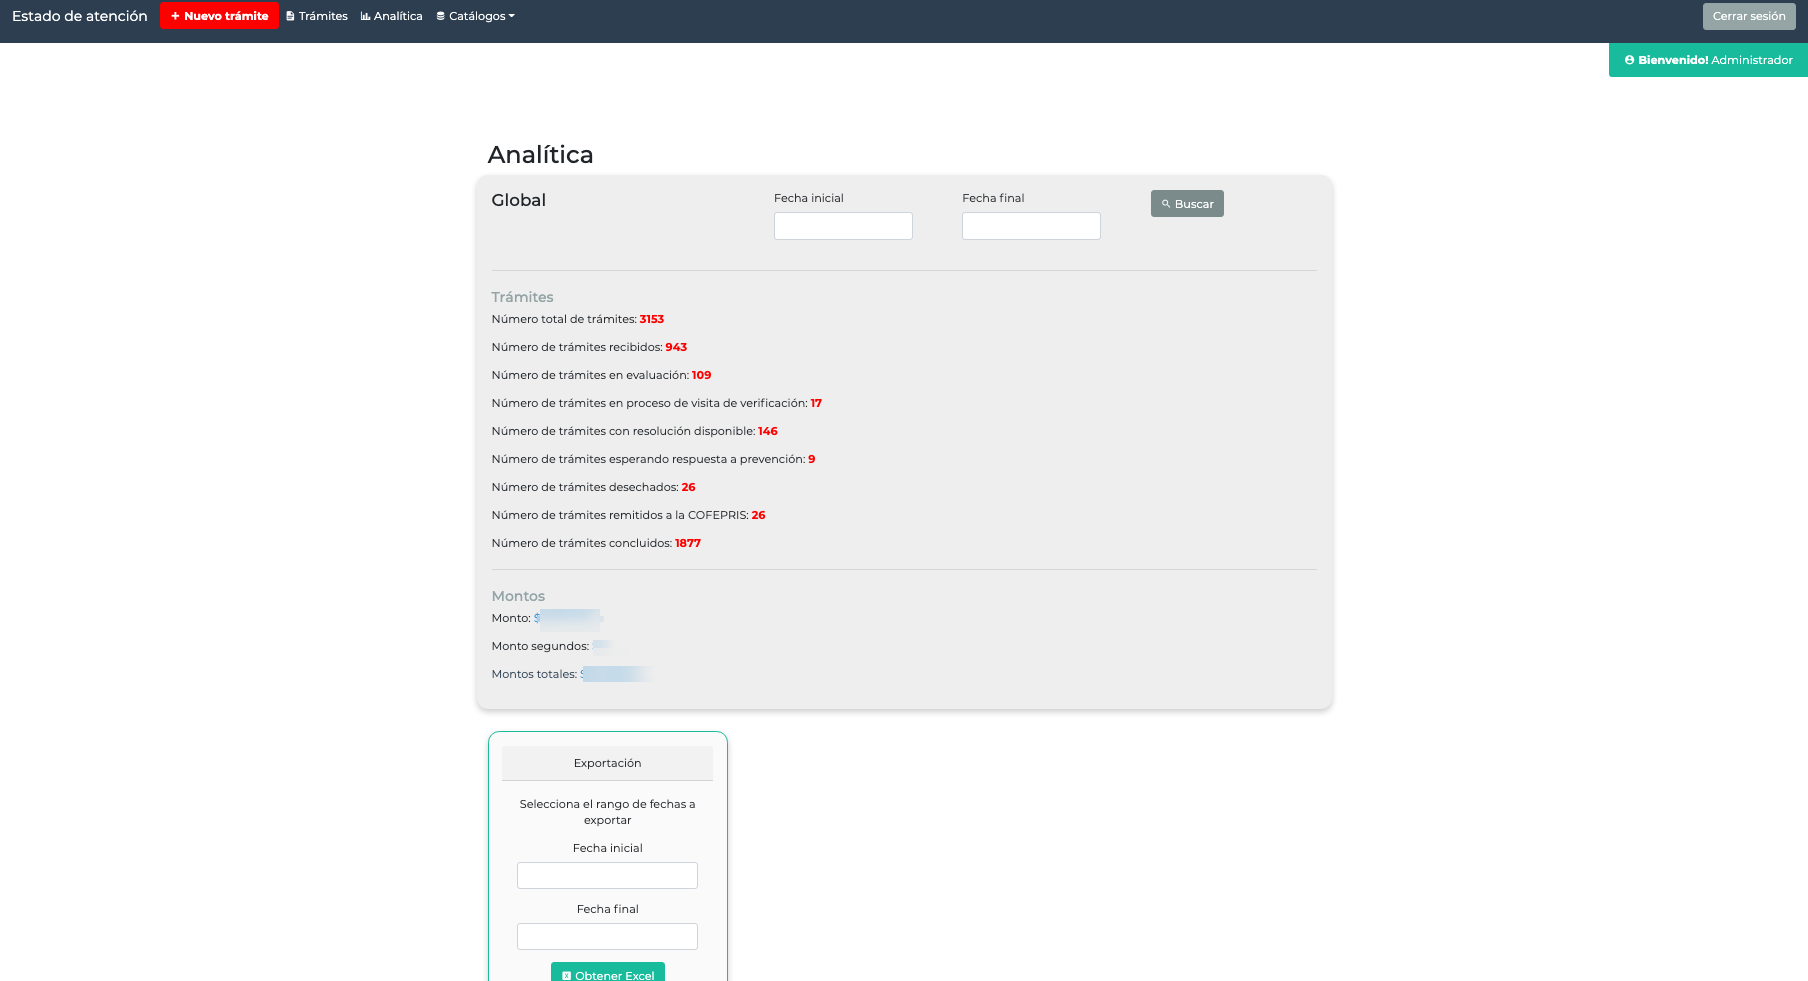 Estado de atención
Nuevo trámite
Trámites
Analítica
Catálogos
Cerrar sesión
Bienvenido! Administrador
Analítica
Global
Fecha inicial
Fecha final
Buscar
Trámites
Número total de trámites: 3153
Número de trámites recibidos: 943
Número de trámites en evaluación: 109
Número de trámites en proceso de visita de verificación: 17
Número de trámites con resolución disponible: 146
Número de trámites esperando respuesta a prevención: 9
Número de trámites desechados: 26
Número de trámites remitidos a la COFEPRIS: 26
Número de trámites concluidos: 1877
Montos
Monto: $
Monto segundos:
Montos totales: $
Exportación
Selecciona el rango de fechas a
exportar
Fecha inicial
Fecha final
Obtener Excel